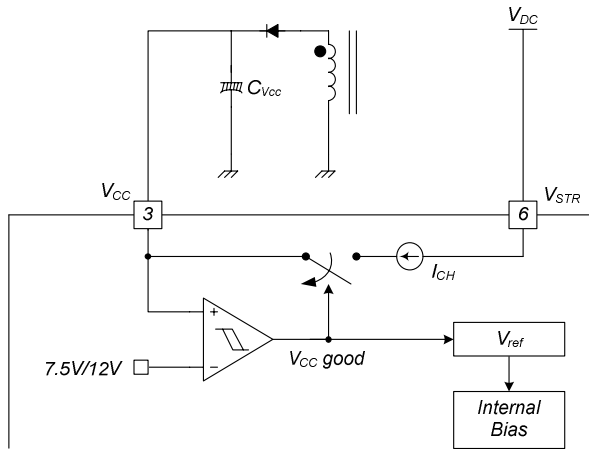 V_DC
C_Vcc
V_CC
3
6
V_STR
I_CH
+
7.5V/12V
−
V_CC good
V_ref
Internal
Bias